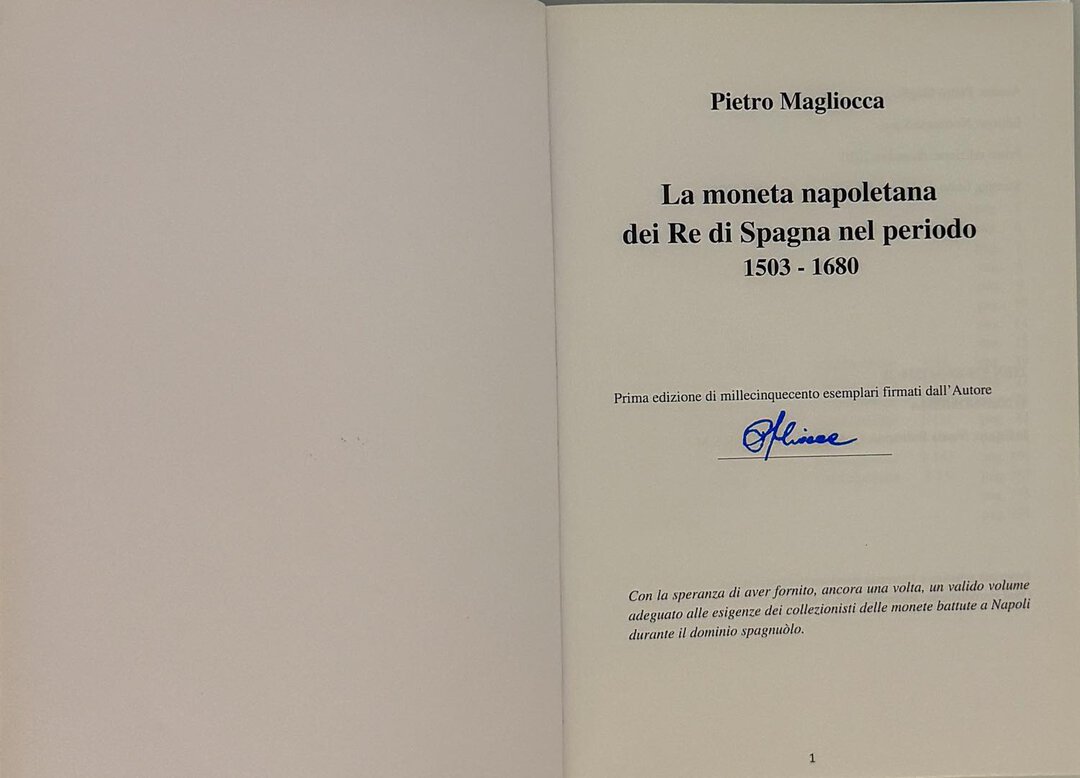 Pietro Magliocca
La moneta napoletana
dei Re di Spagna nel periodo
1503 - 1680
Prima edizione di millecinquecento esemplari firmati dall'Autore
Con la speranza di aver fornito, ancora una volta, un valido volume
adeguato alle esigenze dei collezionisti delle monete battute a Napoli
durante il dominio spagnuòlo.
1